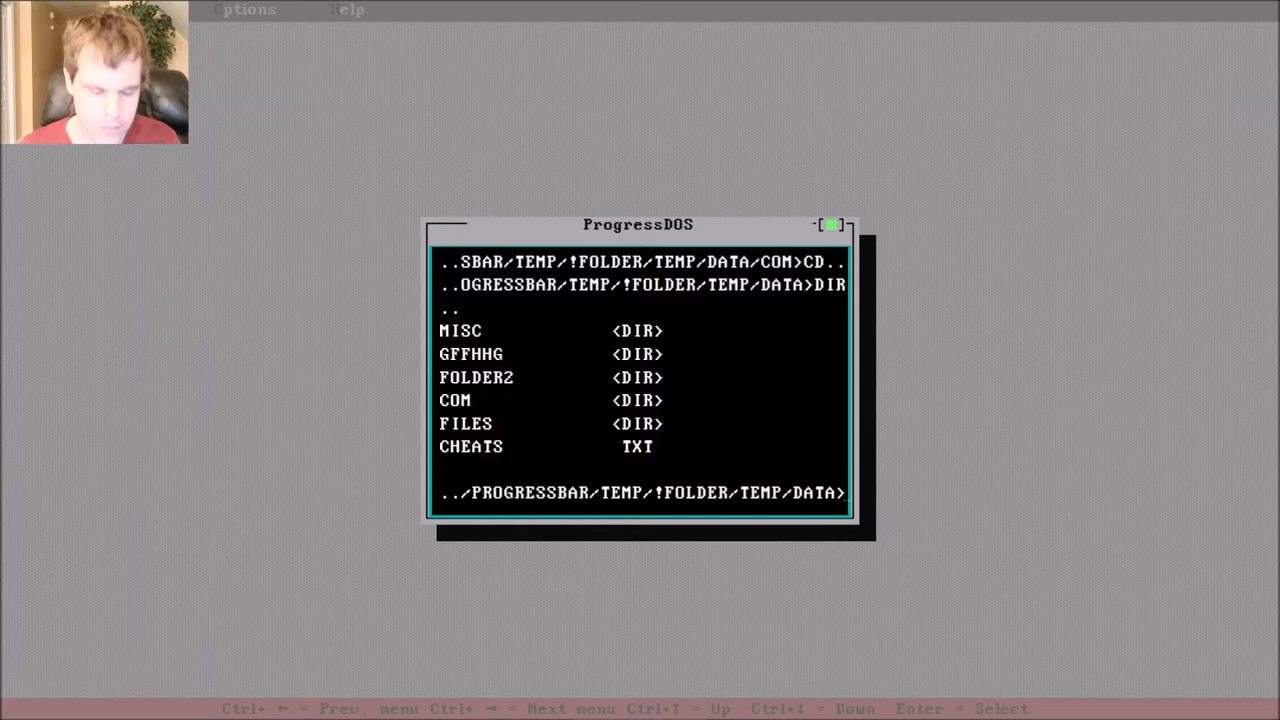 Options Help
ProgressDOS
..SBAR/TEMP/!FOLDER/TEMP/DATA/COM>CD..
..OGRESSBAR/TEMP/!FOLDER/TEMP/DATA>DIR
..
MISC <DIR>
GFFHHG <DIR>
FOLDER2 <DIR>
COM <DIR>
FILES <DIR>
CHEATS TXT
../PROGRESSBAR/TEMP/!FOLDER/TEMP/DATA>_
Ctrl+ ← = Prev. menu Ctrl+ → = Next menu Ctrl+↑ = Up Ctrl+↓ = Down Enter = Select